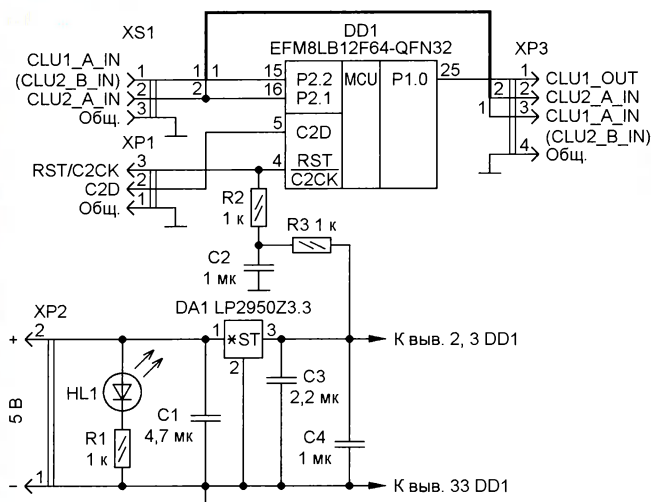 XS1
DD1
EFM8LB12F64-QFN32
XP3
CLU1_A_IN
(CLU2_B_IN)
CLU2_A_IN
Общ.
1
2
3
1 1
2
15
16
P2.2
P2.1
MCU
P1.0
25
1
2
2
1
3
4
CLU1_OUT
CLU2_A_IN
CLU1_A_IN
(CLU2_B_IN)
Общ.
XP1
5
C2D
RST/C2CK
C2D
Общ.
3
2
1
4
RST
C2CK
R2
1 к
R3 1 к
C2
1 мк
XP2
DA1 LP2950Z3.3
+
2
1
✱ST
3
2
К выв. 2, 3 DD1
5 В
HL1
C1
4,7 мк
C3
2,2 мк
R1
1 к
C4
1 мк
–
1
К выв. 33 DD1